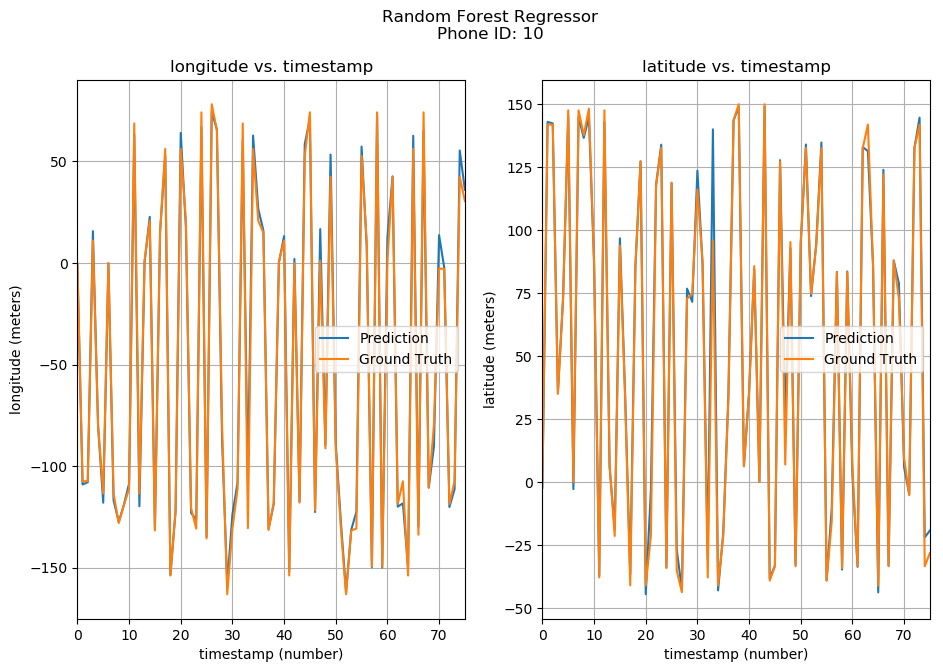 Random Forest Regressor
Phone ID: 10
longitude vs. timestamp
longitude (meters)
50
0
−50
−100
−150
Prediction
Ground Truth
0 10 20 30 40 50 60 70
timestamp (number)
latitude vs. timestamp
latitude (meters)
150
125
100
75
50
25
0
−25
−50
Prediction
Ground Truth
0 10 20 30 40 50 60 70
timestamp (number)